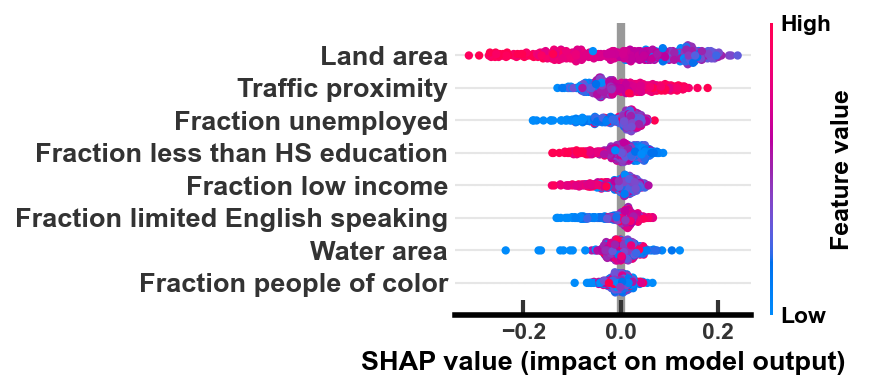 High
Land area
Traffic proximity
Fraction unemployed
Fraction less than HS education
Fraction low income
Fraction limited English speaking
Water area
Fraction people of color
Feature value
Low
−0.2 0.0 0.2
SHAP value (impact on model output)